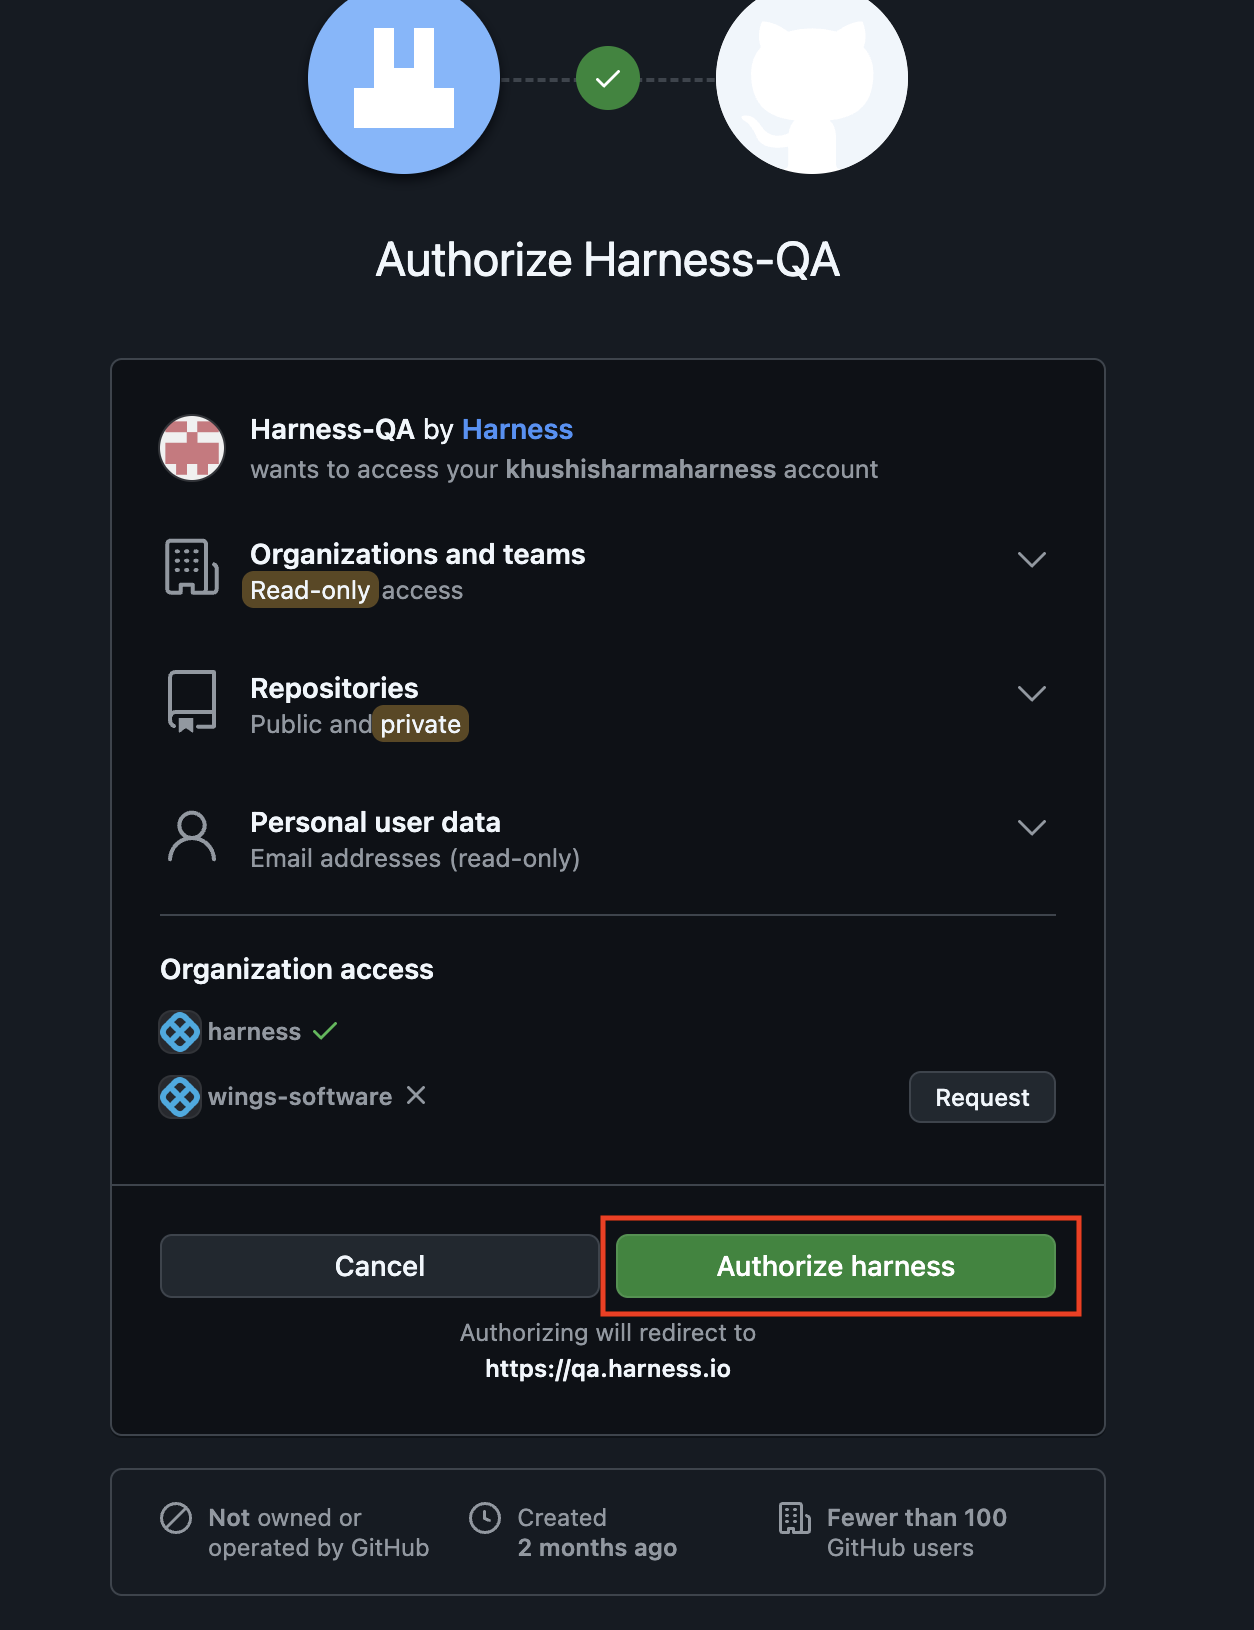 Authorize Harness-QA
Harness-QA by Harness
wants to access your khushisharmaharness account
Organizations and teams
Read-only access
Repositories
Public and private
Personal user data
Email addresses (read-only)
Organization access
harness
wings-software
Request
Cancel
Authorize harness
Authorizing will redirect to
https://qa.harness.io
Not owned or
operated by GitHub
Created
2 months ago
Fewer than 100
GitHub users